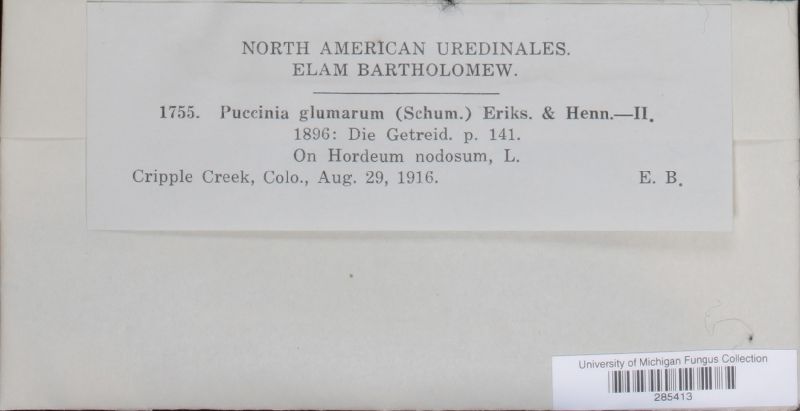 NORTH AMERICAN UREDINALES.
ELAM BARTHOLOMEW.
1755. Puccinia glumarum (Schum.) Eriks. & Henn.—II.
1896: Die Getreid. p. 141.
On Hordeum nodosum, L.
Cripple Creek, Colo., Aug. 29, 1916. E. B.
University of Michigan Fungus Collection
285413